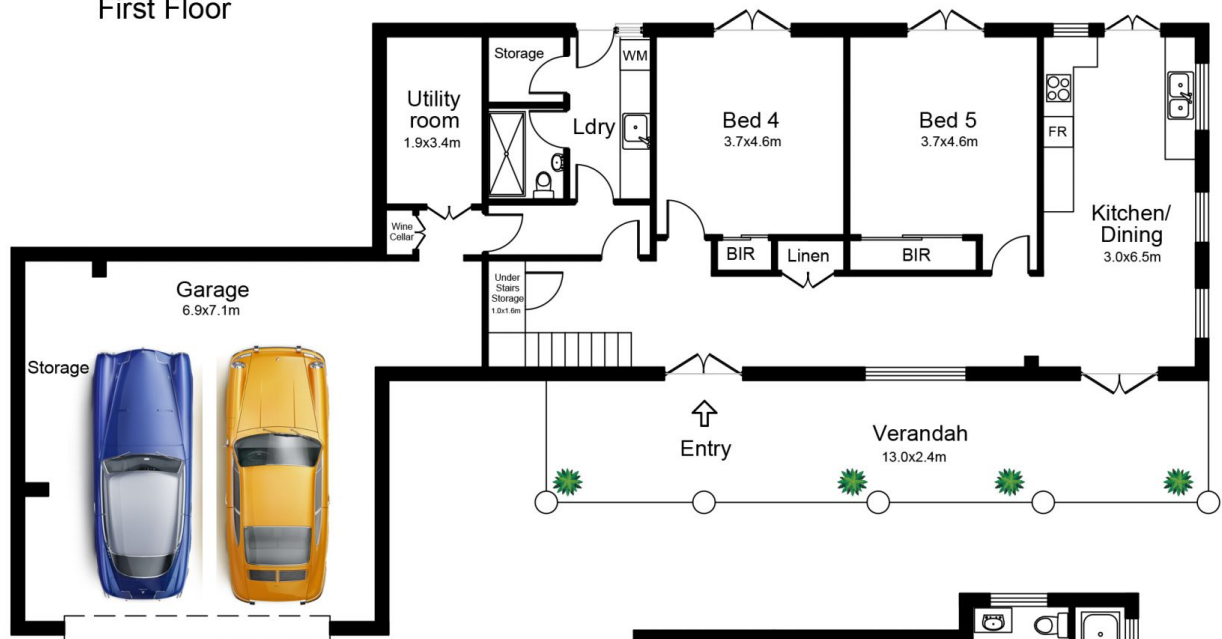 First Floor
Storage
WM
Utility
room
1.9x3.4m
Ldry
Bed 4
3.7x4.6m
Bed 5
3.7x4.6m
FR
Kitchen/
Dining
3.0x6.5m
Wine
Cellar
BIR
Linen
BIR
Under
Stairs
Storage
1.0x1.6m
Garage
6.9x7.1m
Storage
Entry
Verandah
13.0x2.4m